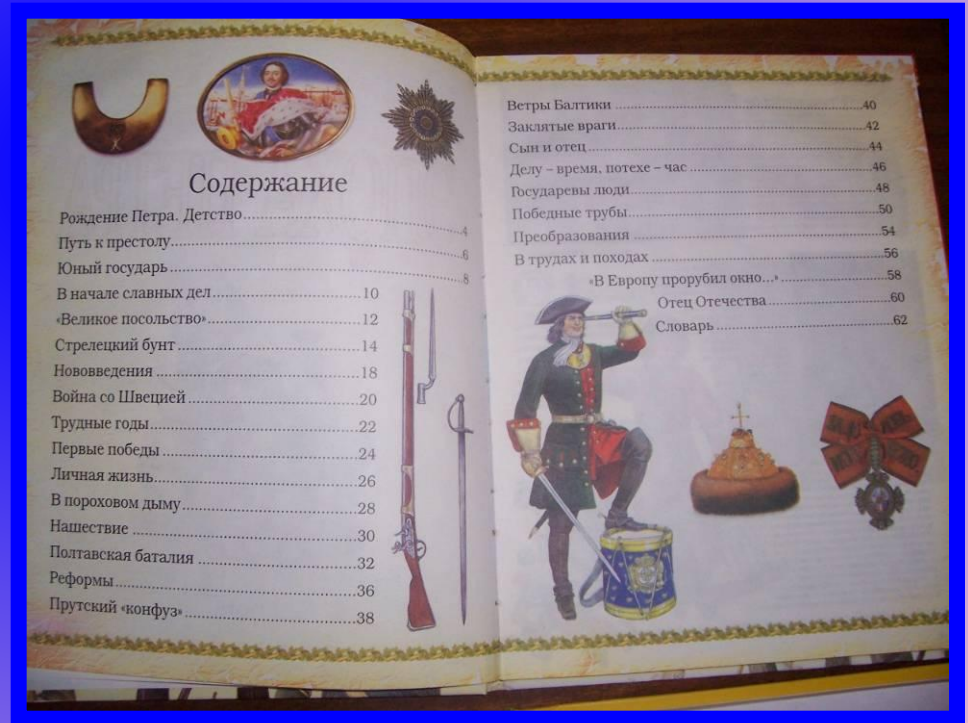 Содержание
Рождение Петра. Детство....4
Путь к престолу....6
Юный государь....8
В начале славных дел....10
«Великое посольство»....12
Стрелецкий бунт....14
Нововведения....18
Война со Швецией....20
Трудные годы....22
Первые победы....24
Личная жизнь....26
В пороховом дыму....28
Нашествие....30
Полтавская баталия....32
Реформы....36
Прутский «конфуз»....38
Ветры Балтики....40
Заклятые враги....42
Сын и отец....44
Делу – время, потехе – час....46
Государевы люди....48
Победные трубы....50
Преобразования....54
В трудах и походах....56
«В Европу прорубил окно...»....58
Отец Отечества....60
Словарь....62